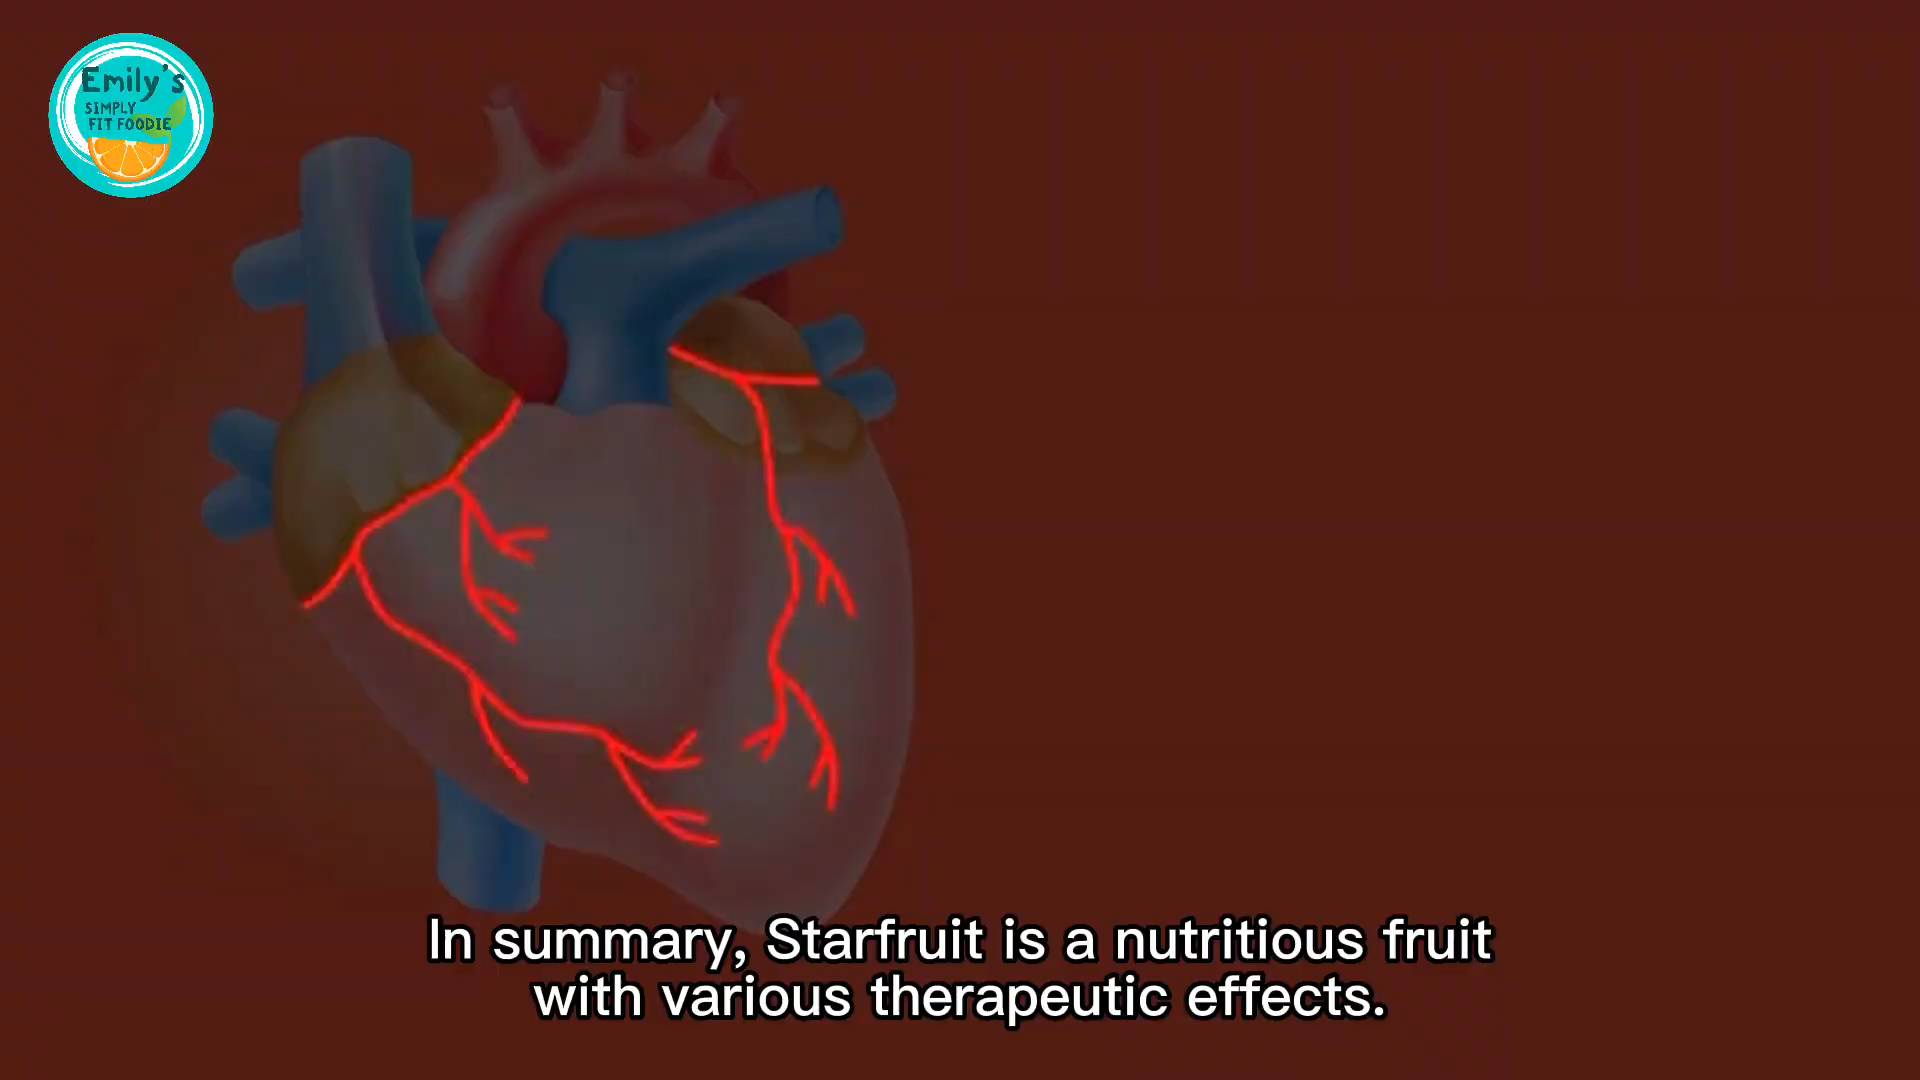 Emily's
SIMPLY
FIT FOODIE
In summary, Starfruit is a nutritious fruit
with various therapeutic effects.